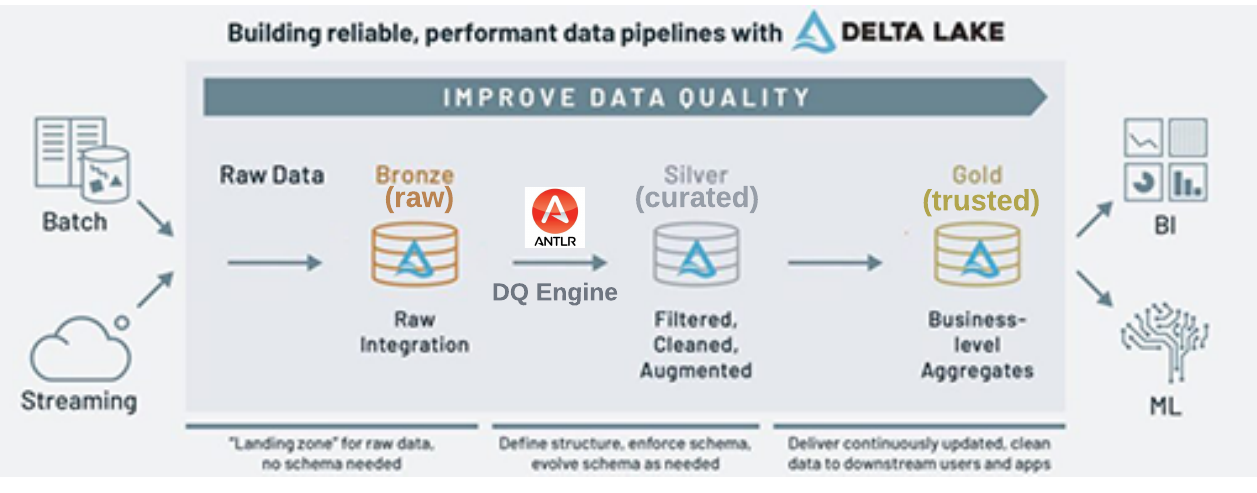 Building reliable, performant data pipelines with DELTA LAKE
IMPROVE DATA QUALITY
Batch
Streaming
Raw Data
Bronze
(raw)
Raw
Integration
ANTLR
DQ Engine
Silver
(curated)
Filtered,
Cleaned,
Augmented
Gold
(trusted)
Business-
level
Aggregates
BI
ML
"Landing zone" for raw data,
no schema needed
Define structure, enforce schema,
evolve schema as needed
Deliver continuously updated, clean
data to downstream users and apps